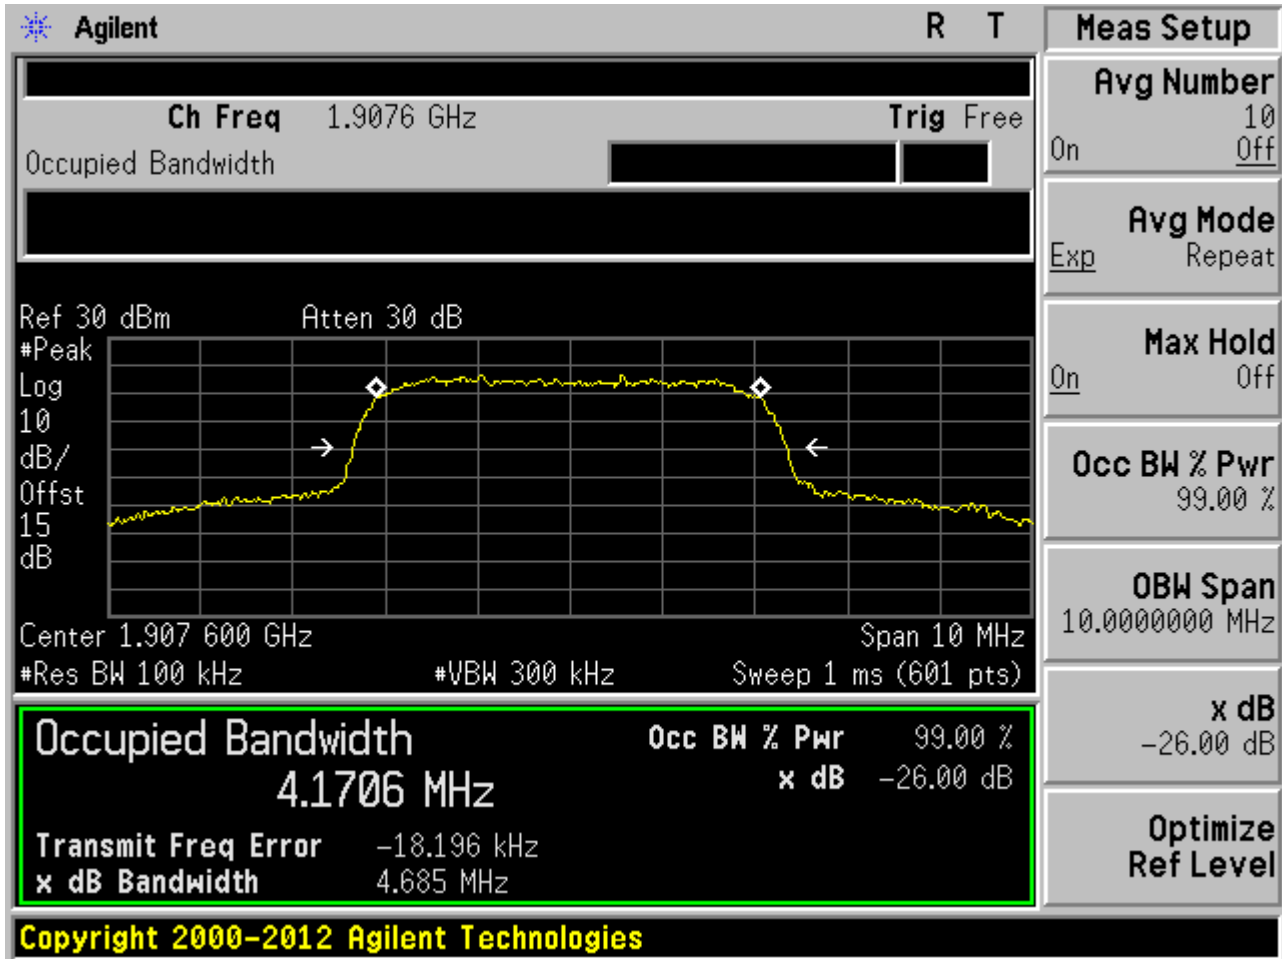 Agilent R T Meas Setup
Ch Freq 1.9076 GHz Trig Free
Occupied Bandwidth
Avg Number
10
On Off
Avg Mode
Exp Repeat
Max Hold
On Off
Occ BW % Pwr
99.00 %
OBW Span
10.0000000 MHz
x dB
-26.00 dB
Optimize
Ref Level
Ref 30 dBm Atten 30 dB
#Peak
Log
10
dB/
Offst
15
dB
Center 1.907 600 GHz Span 10 MHz
#Res BW 100 kHz #VBW 300 kHz Sweep 1 ms (601 pts)
Occupied Bandwidth Occ BW % Pwr 99.00 %
4.1706 MHz x dB -26.00 dB
Transmit Freq Error -18.196 kHz
x dB Bandwidth 4.685 MHz
Copyright 2000-2012 Agilent Technologies